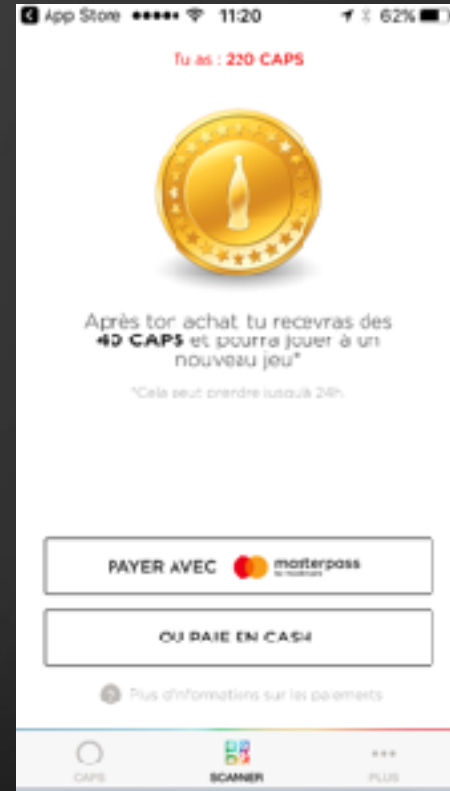 App Store 11:20 62%
Tu as : 220 CAPS
Après ton achat tu recevras des
40 CAPS et pourra jouer à un
nouveau jeu*
*Cela peut prendre jusqu'à 24h.
PAYER AVEC masterpass
OU PAIE EN CASH
? Plus d'informations sur les paiements
CAPS SCANNER PLUS